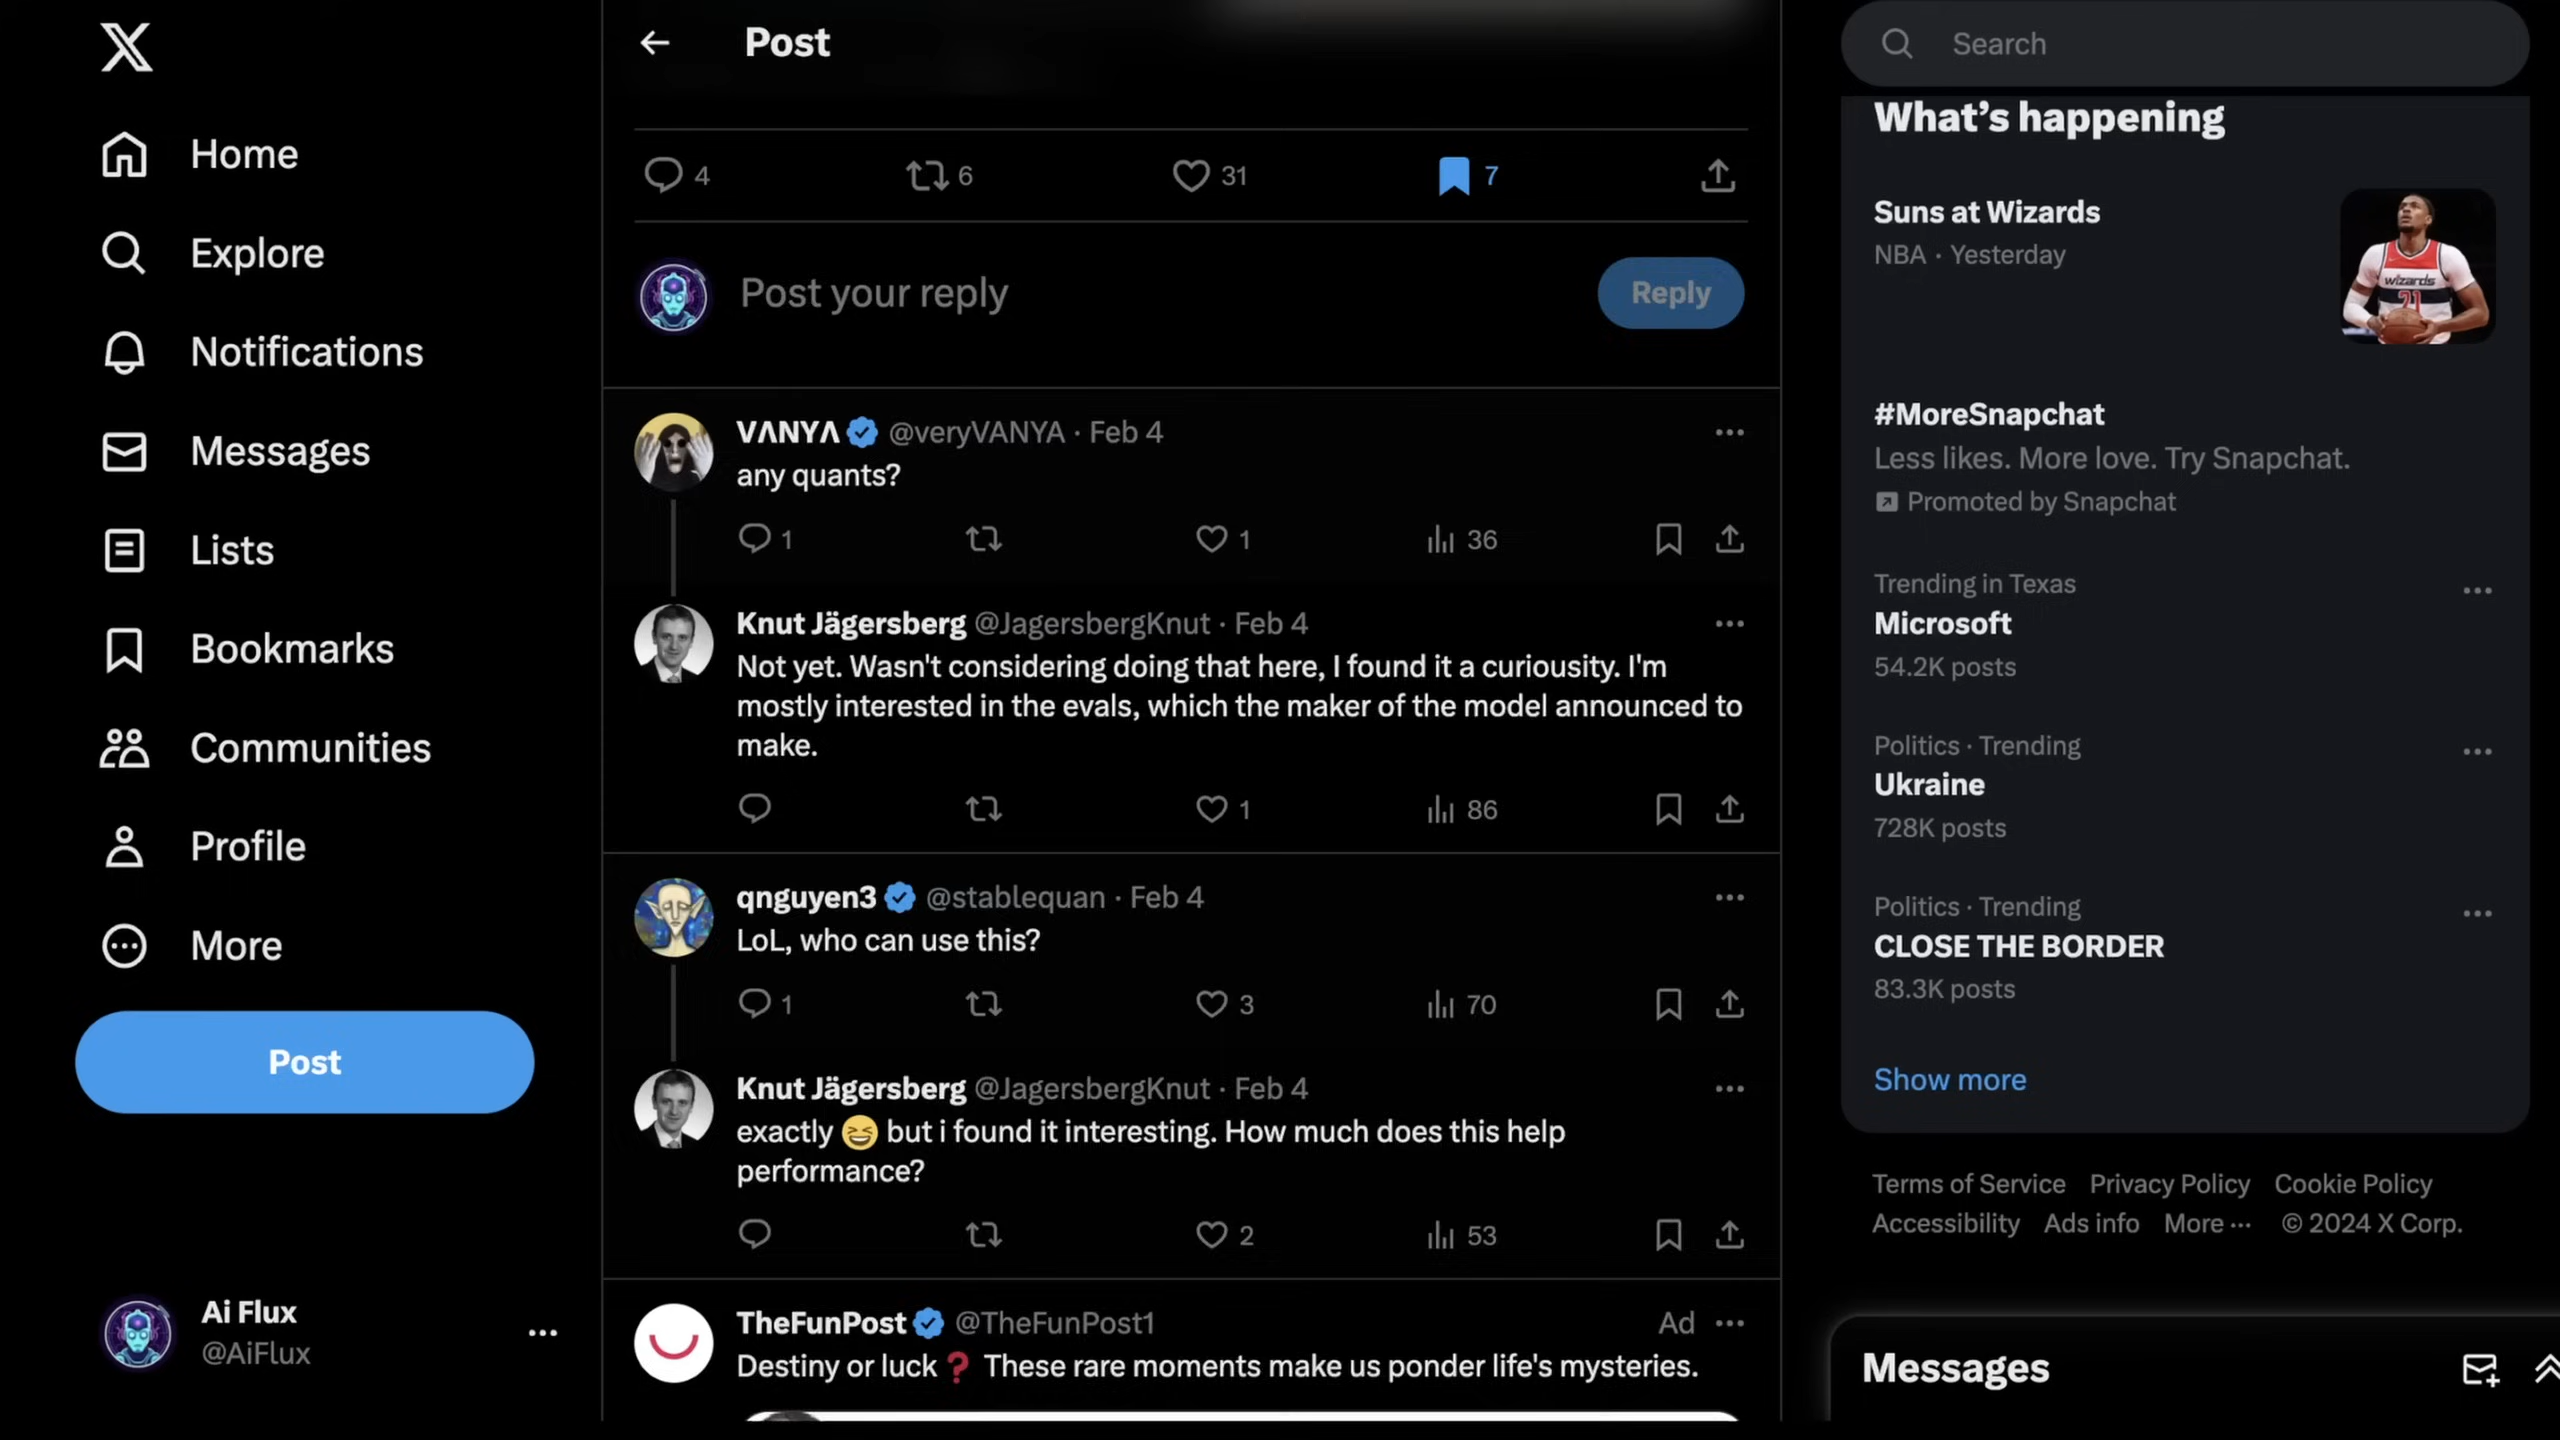 Home
Explore
Notifications
Messages
Lists
Bookmarks
Communities
Profile
More
Post
Ai Flux
@AiFlux
Post
4 6 31 7
Post your reply
Reply
VΛNYΛ @veryVANYA · Feb 4
any quants?
1 1 36
Knut Jägersberg @JagersbergKnut · Feb 4
Not yet. Wasn't considering doing that here, I found it a curiousity. I'm
mostly interested in the evals, which the maker of the model announced to
make.
1 86
qnguyen3 @stablequan · Feb 4
LoL, who can use this?
1 3 70
Knut Jägersberg @JagersbergKnut · Feb 4
exactly 😆 but i found it interesting. How much does this help
performance?
2 53
TheFunPost @TheFunPost1 Ad
Destiny or luck❓ These rare moments make us ponder life's mysteries.
Search
What's happening
Suns at Wizards
NBA · Yesterday
wizards
21
#MoreSnapchat
Less likes. More love. Try Snapchat.
Promoted by Snapchat
Trending in Texas
Microsoft
54.2K posts
Politics · Trending
Ukraine
728K posts
Politics · Trending
CLOSE THE BORDER
83.3K posts
Show more
Terms of Service Privacy Policy Cookie Policy
Accessibility Ads info More ··· © 2024 X Corp.
Messages